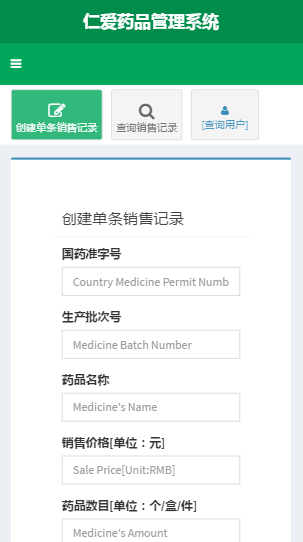 仁爱药品管理系统
创建单条销售记录
查询销售记录
[查询用户]
创建单条销售记录
国药准字号
Country Medicine Permit Numb
生产批次号
Medicine Batch Number
药品名称
Medicine's Name
销售价格[单位：元]
Sale Price[Unit:RMB]
药品数目[单位：个/盒/件]
Medicine's Amount